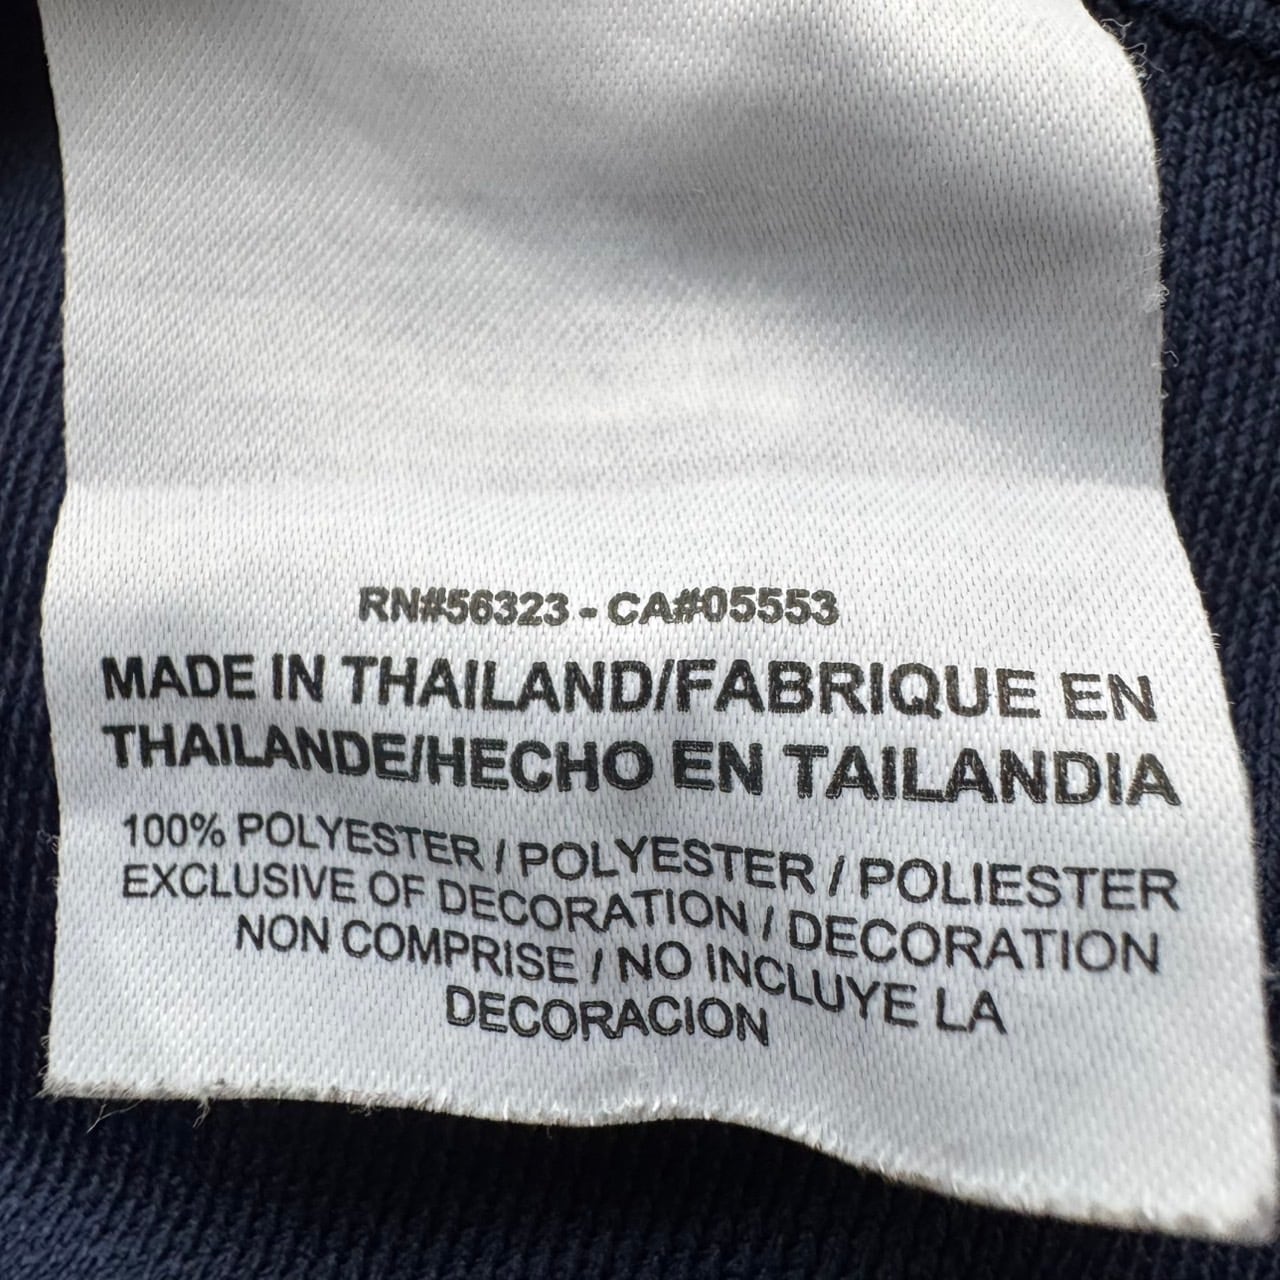 RN#56323 - CA#05553
MADE IN THAILAND/FABRIQUE EN
THAILANDE/HECHO EN TAILANDIA
100% POLYESTER / POLYESTER / POLIESTER
EXCLUSIVE OF DECORATION / DECORATION
NON COMPRISE / NO INCLUYE LA
DECORACION